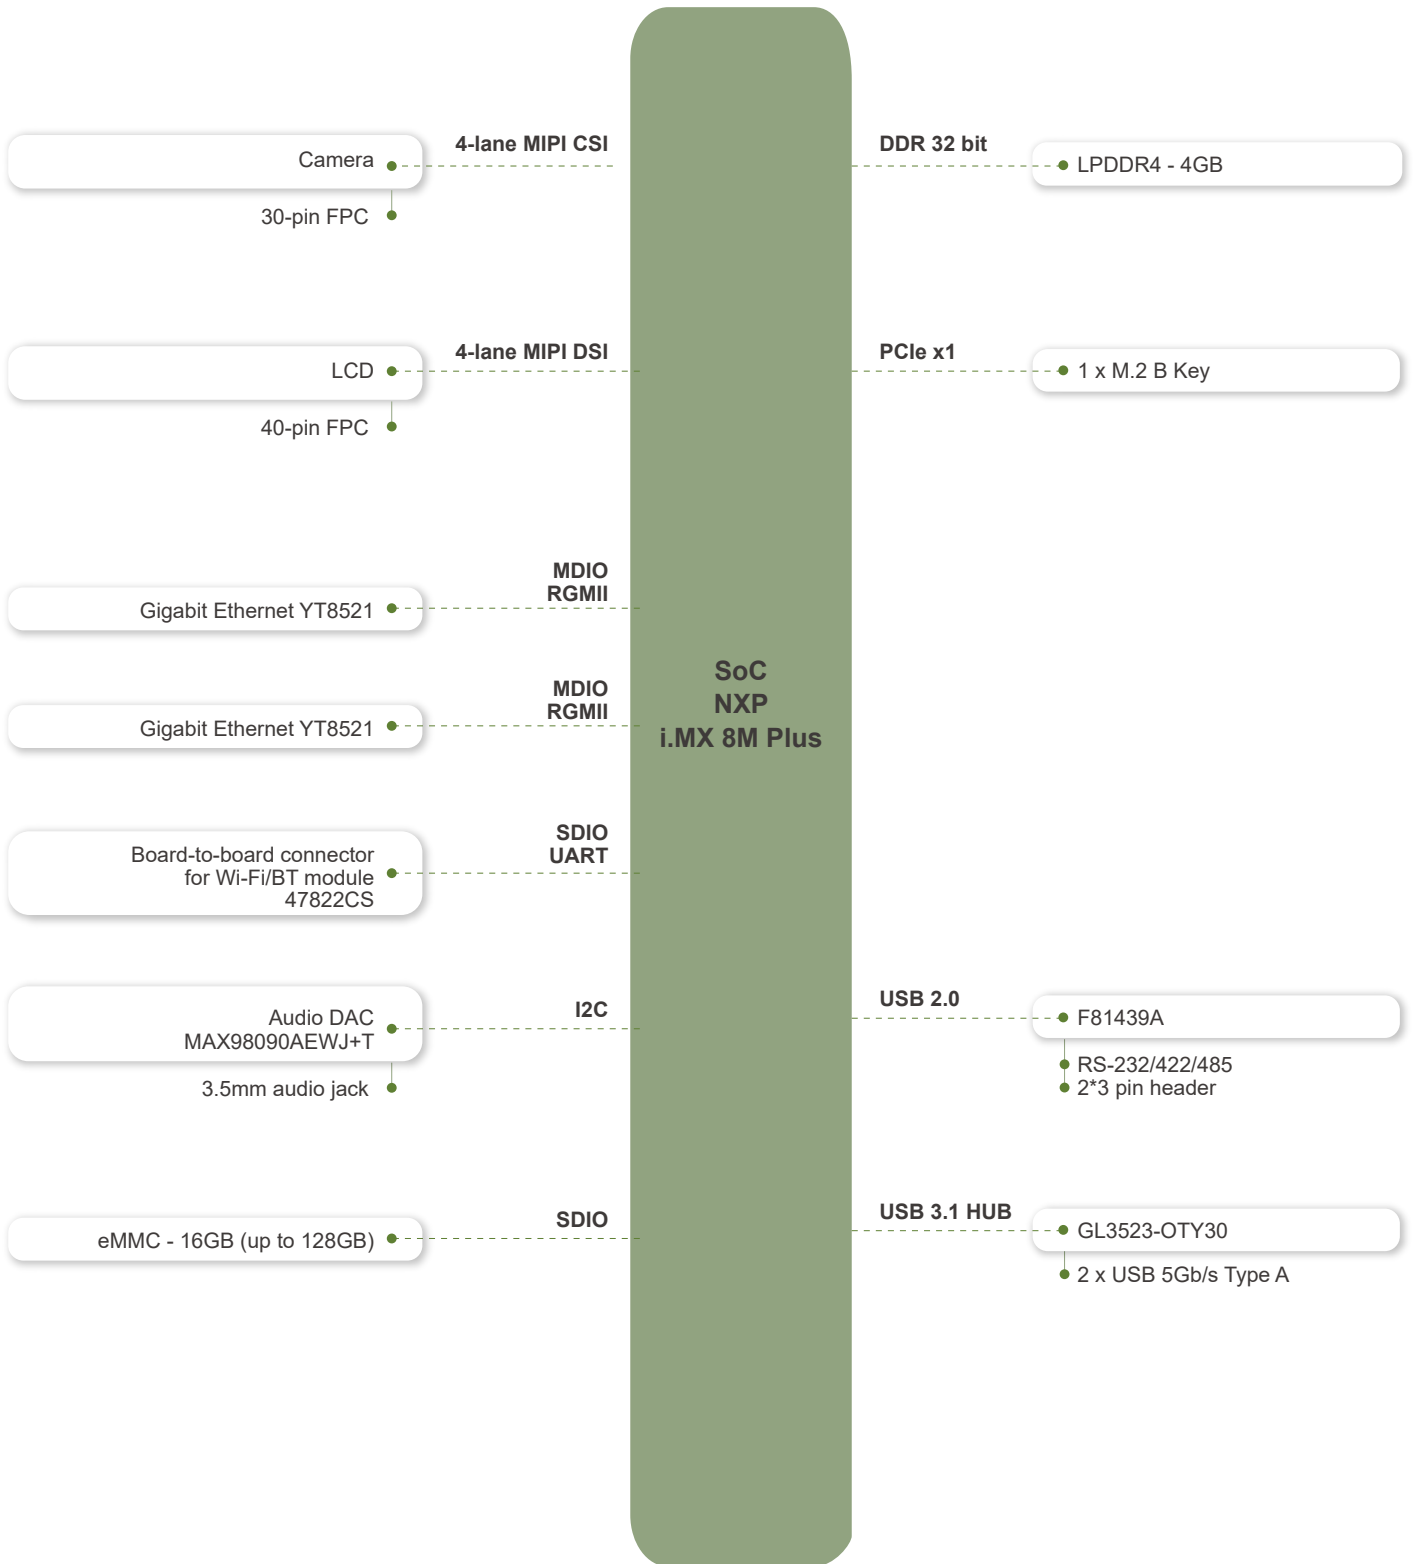 4-lane MIPI CSI
Camera
30-pin FPC
4-lane MIPI DSI
LCD
40-pin FPC
MDIO
RGMII
Gigabit Ethernet YT8521
MDIO
RGMII
Gigabit Ethernet YT8521
SDIO
UART
Board-to-board connector
for Wi-Fi/BT module
47822CS
I2C
Audio DAC
MAX98090AEWJ+T
3.5mm audio jack
SDIO
eMMC - 16GB (up to 128GB)
SoC
NXP
i.MX 8M Plus
DDR 32 bit
LPDDR4 - 4GB
PCIe x1
1 x M.2 B Key
USB 2.0
F81439A
RS-232/422/485
2*3 pin header
USB 3.1 HUB
GL3523-OTY30
2 x USB 5Gb/s Type A